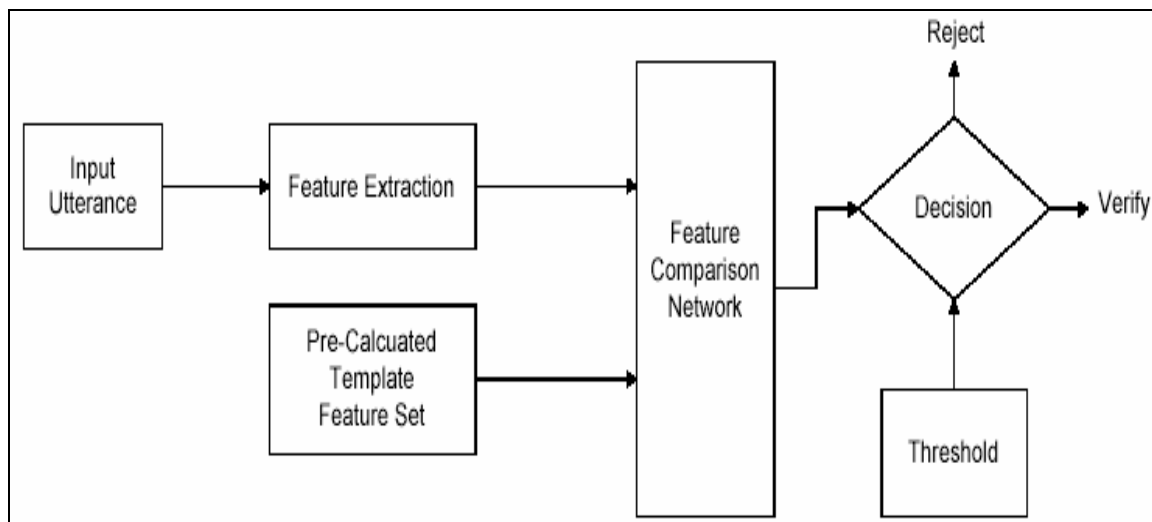 Reject
Input
Utterance
Feature Extraction
Decision
Verify
Feature
Comparison
Network
Pre-Calcuated
Template
Feature Set
Threshold